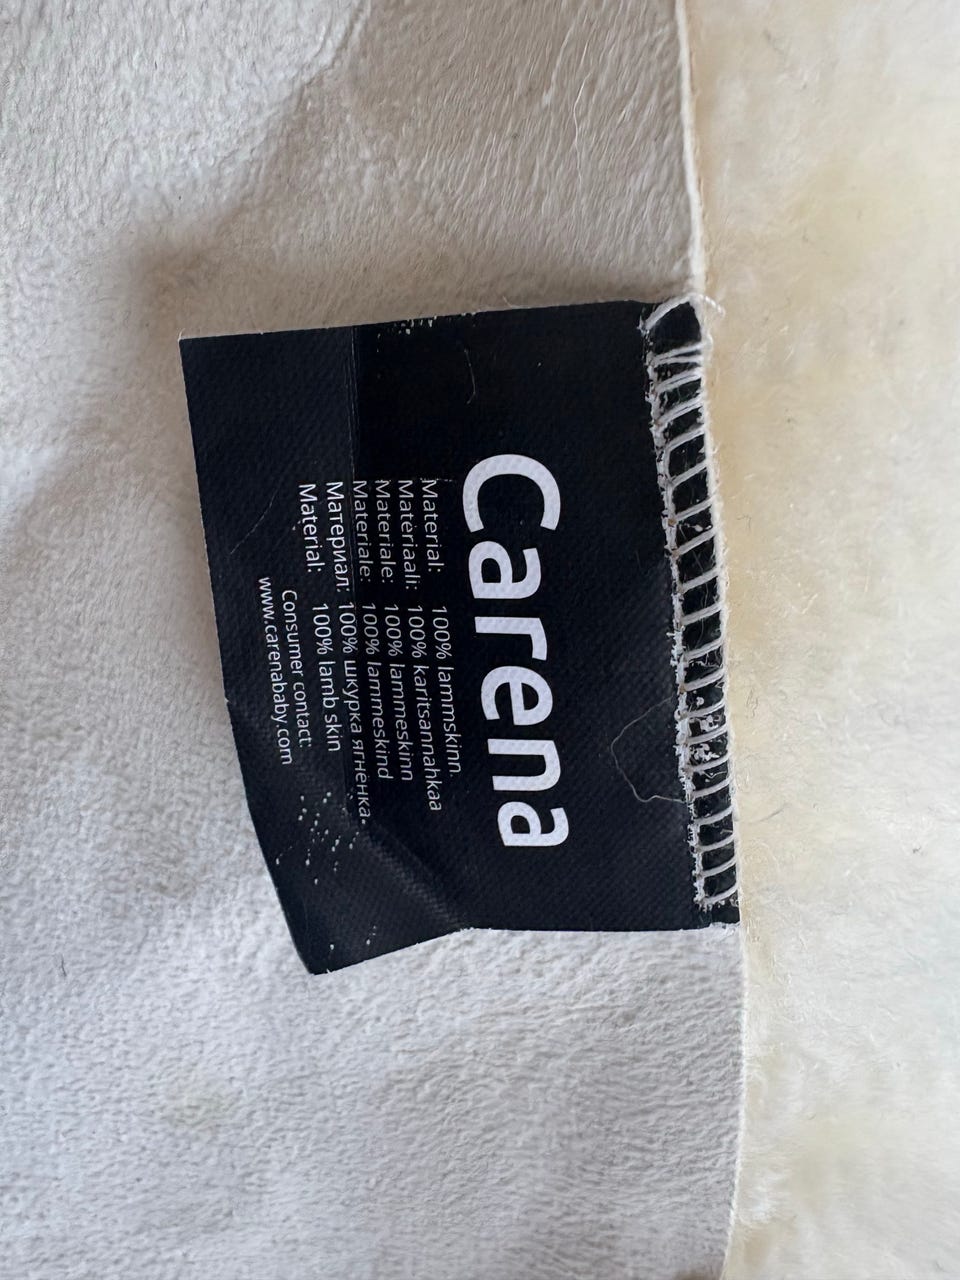 Carena
Material: 100% lammskinn.
Materiaali: 100% karitsannahkaa
Materiale: 100% lammeskinn
Materiale: 100% lammeskind
Материал: 100% шкурка ягнёнка.
Material: 100% lamb skin
Consumer contact:
www.carenababy.com